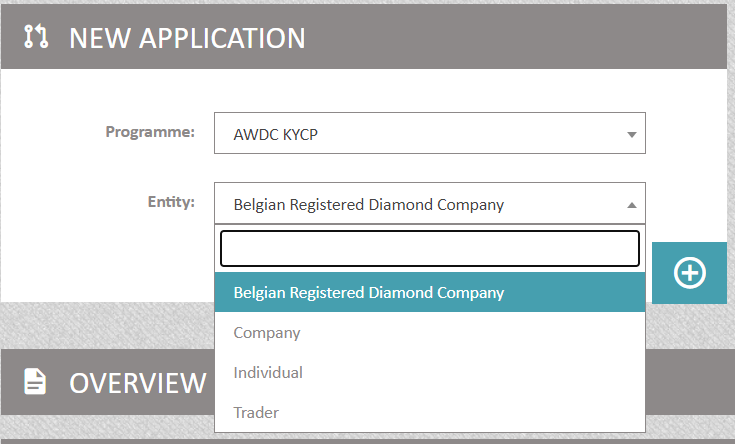 NEW APPLICATION
Programme:
AWDC KYCP
Entity:
Belgian Registered Diamond Company
Belgian Registered Diamond Company
Company
Individual
Trader
OVERVIEW